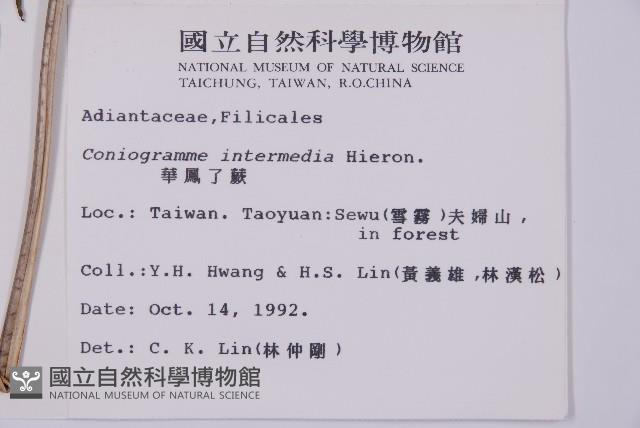 國立自然科學博物館
NATIONAL MUSEUM OF NATURAL SCIENCE
TAICHUNG, TAIWAN, R.O.CHINA
Adiantaceae,Filicales
Coniogramme intermedia Hieron.
華鳳了蕨
Loc.: Taiwan. Taoyuan:Sewu(雪霧)夫婦山,
in forest
Coll.:Y.H. Hwang & H.S. Lin(黃義雄,林漢松)
Date: Oct. 14, 1992.
Det.: C. K. Lin(林仲剛)
國立自然科學博物館
NATIONAL MUSEUM OF NATURAL SCIENCE